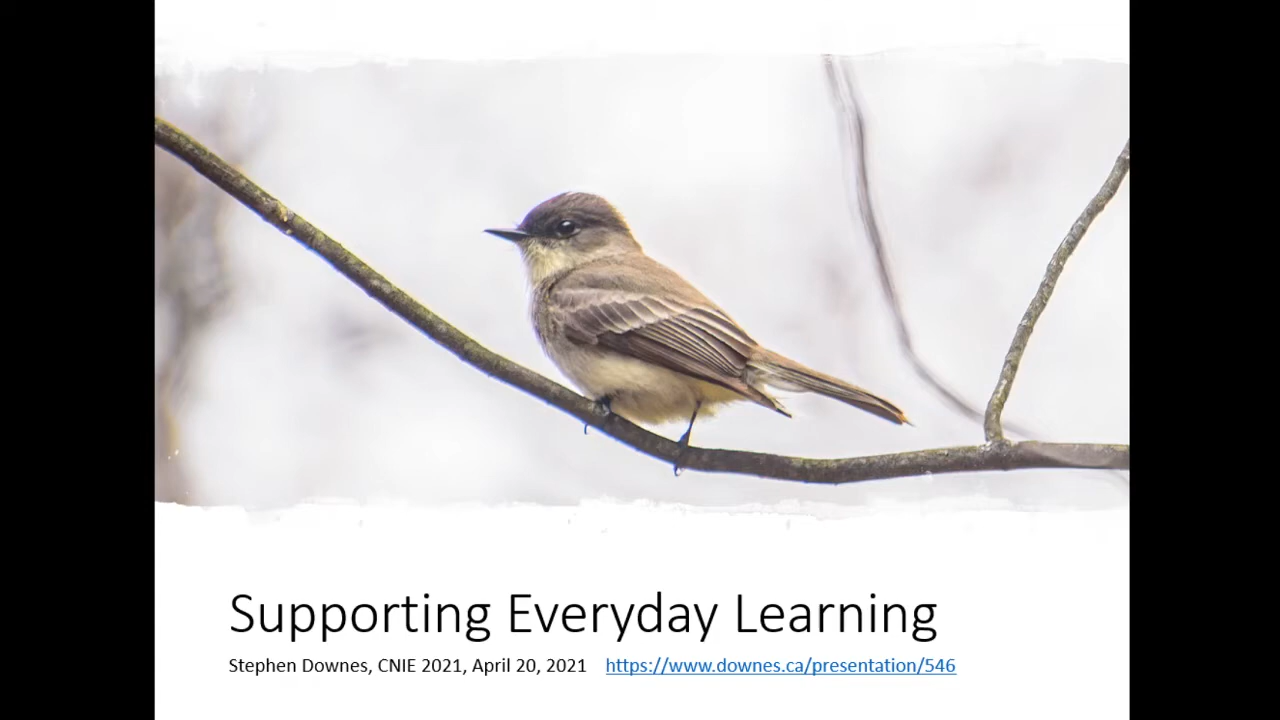 Supporting Everyday Learning
Stephen Downes, CNIE 2021, April 20, 2021 https://www.downes.ca/presentation/546